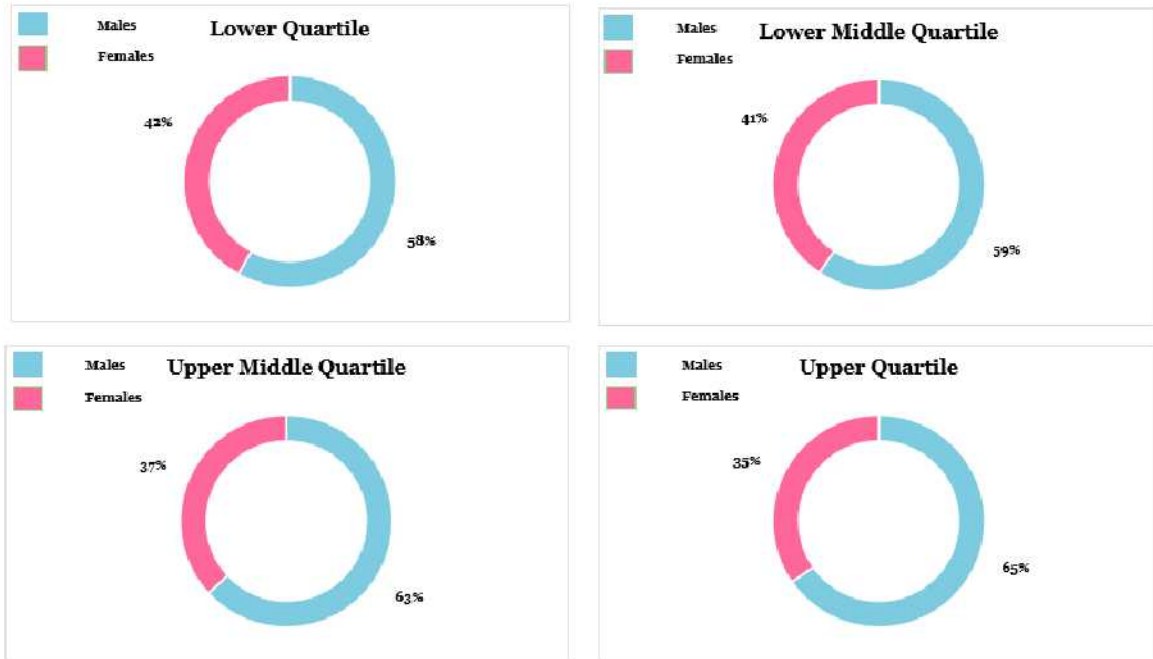 Males
Lower Quartile
Females
42%
58%
Males
Lower Middle Quartile
Females
41%
59%
Males
Upper Middle Quartile
Females
37%
63%
Males
Upper Quartile
Females
35%
65%